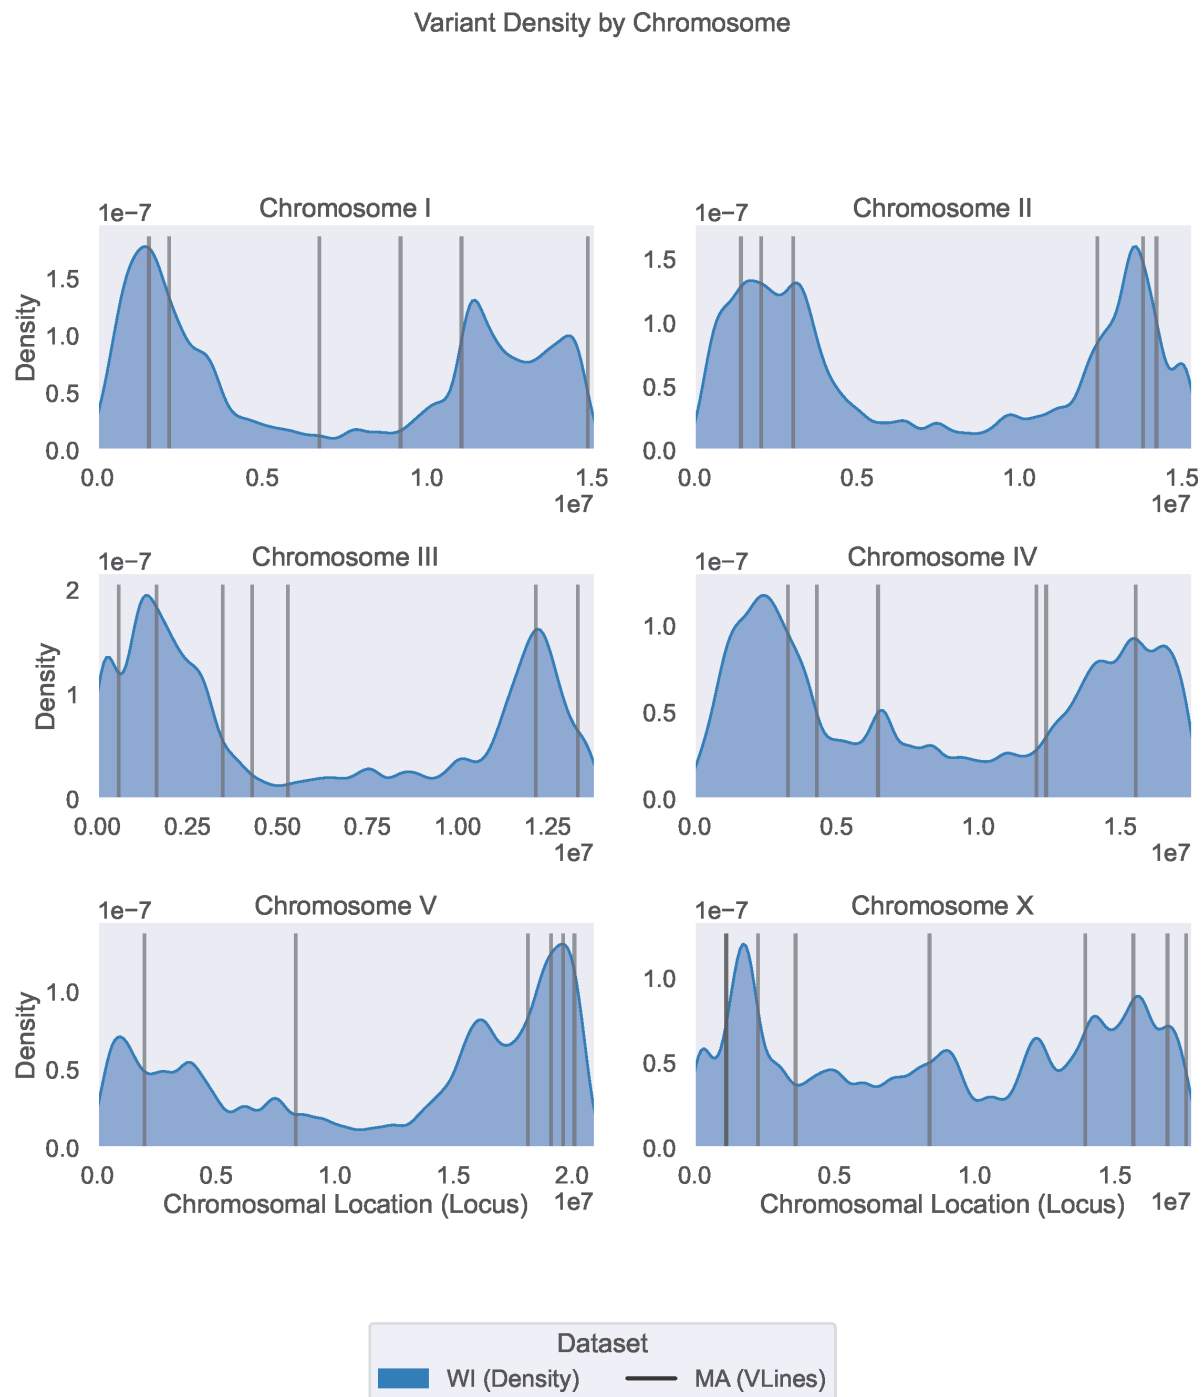 Variant Density by Chromosome
1e−7
Chromosome I
Density
1.5
1.0
0.5
0.0
0.0 0.5 1.0 1.5
1e7
1e−7
Chromosome II
1.5
1.0
0.5
0.0
0.0 0.5 1.0 1.5
1e7
1e−7
Chromosome III
Density
2
1
0
0.00 0.25 0.50 0.75 1.00 1.25
1e7
1e−7
Chromosome IV
1.0
0.5
0.0
0.0 0.5 1.0 1.5
1e7
1e−7
Chromosome V
Density
1.0
0.5
0.0
0.0 0.5 1.0 1.5 2.0
Chromosomal Location (Locus) 1e7
1e−7
Chromosome X
1.0
0.5
0.0
0.0 0.5 1.0 1.5
Chromosomal Location (Locus) 1e7
Dataset
WI (Density) MA (VLines)